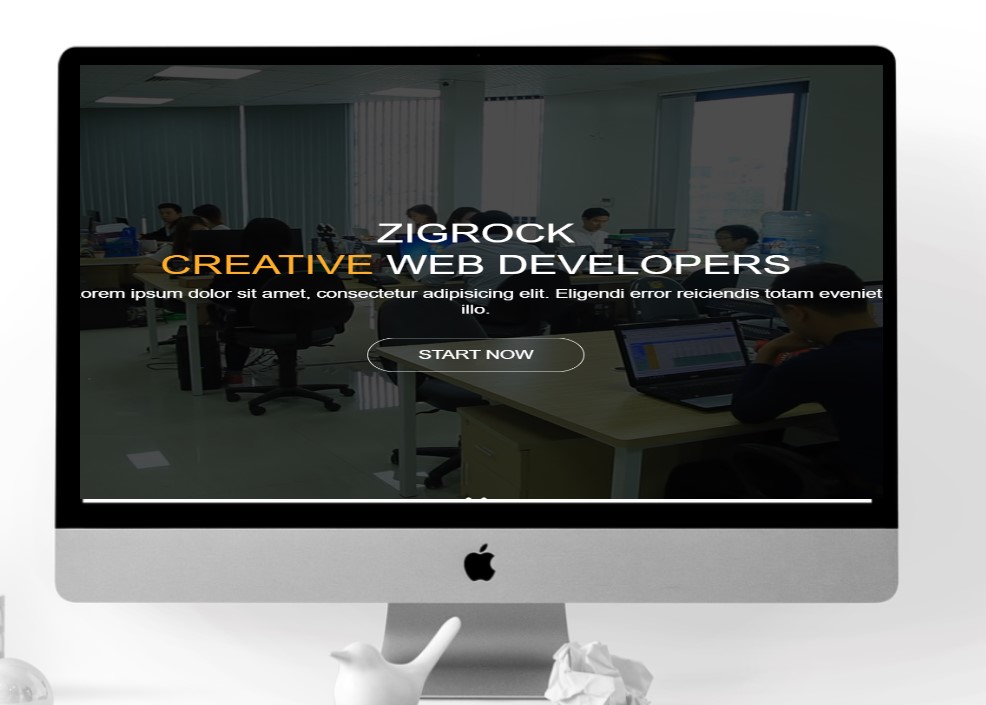 ZIGROCK
CREATIVE WEB DEVELOPERS
orem ipsum dolor sit amet, consectetur adipisicing elit. Eligendi error reiciendis totam eveniet
illo.
START NOW